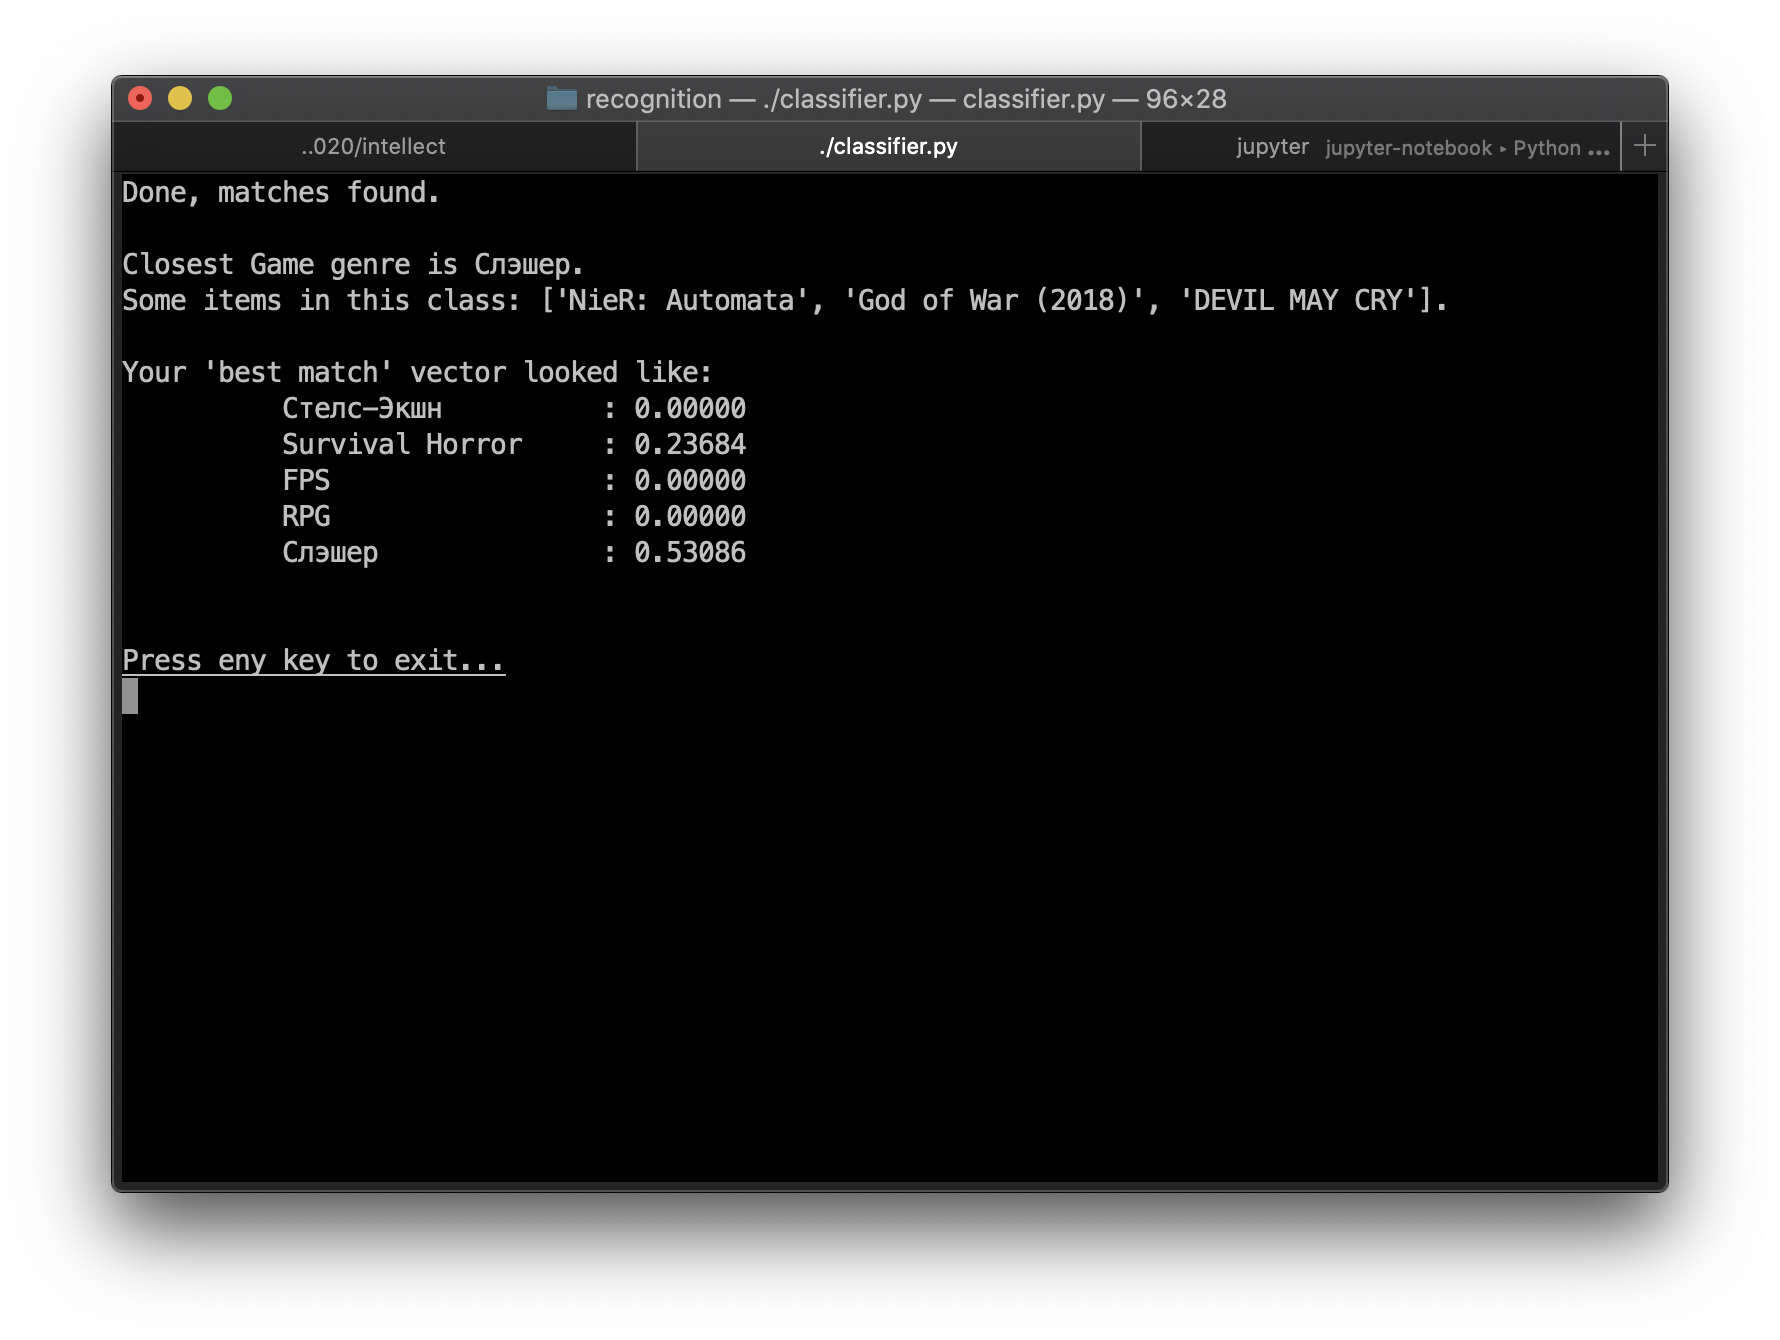 recognition — ./classifier.py — classifier.py — 96×28
..020/intellect ./classifier.py jupyter jupyter-notebook ▸ Python ... +
Done, matches found.
Closest Game genre is Слэшер.
Some items in this class: ['NieR: Automata', 'God of War (2018)', 'DEVIL MAY CRY'].
Your 'best match' vector looked like:
Стелс-Экшн : 0.00000
Survival Horror : 0.23684
FPS : 0.00000
RPG : 0.00000
Слэшер : 0.53086
Press eny key to exit...